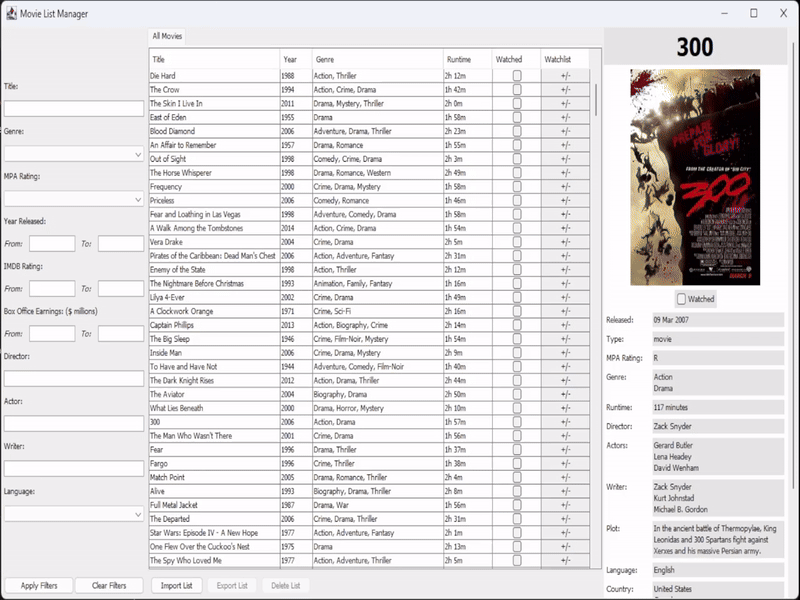 Movie List Manager
All Movies
Title Year Genre Runtime Watched Watchlist
Die Hard 1988 Action, Thriller 2h 12m +/-
The Crow 1994 Action, Crime, Drama 1h 42m +/-
The Skin I Live In 2011 Drama, Mystery, Thriller 2h 0m +/-
East of Eden 1955 Drama 1h 58m +/-
Blood Diamond 2006 Adventure, Drama, Thriller 2h 23m +/-
An Affair to Remember 1957 Drama, Romance 1h 55m +/-
Out of Sight 1998 Comedy, Crime, Drama 2h 3m +/-
The Horse Whisperer 1998 Drama, Romance, Western 2h 49m +/-
Frequency 2000 Crime, Drama, Mystery 1h 58m +/-
Priceless 2006 Comedy, Romance 1h 46m +/-
Fear and Loathing in Las Vegas 1998 Adventure, Comedy, Drama 1h 58m +/-
A Walk Among the Tombstones 2014 Action, Crime, Drama 1h 54m +/-
Vera Drake 2004 Crime, Drama 2h 5m +/-
Pirates of the Caribbean: Dead Man's Chest 2006 Action, Adventure, Fantasy 2h 31m +/-
Enemy of the State 1998 Action, Thriller 2h 12m +/-
The Nightmare Before Christmas 1993 Animation, Family, Fantasy 1h 16m +/-
Lilya 4-Ever 2002 Crime, Drama 1h 49m +/-
A Clockwork Orange 1971 Crime, Sci-Fi 2h 16m +/-
Captain Phillips 2013 Action, Biography, Crime 2h 14m +/-
The Big Sleep 1946 Crime, Film-Noir, Mystery 1h 54m +/-
Inside Man 2006 Crime, Drama, Mystery 2h 9m +/-
To Have and Have Not 1944 Adventure, Comedy, Film-Noir 1h 40m +/-
The Dark Knight Rises 2012 Action, Drama, Thriller 2h 44m +/-
The Aviator 2004 Biography, Drama 2h 50m +/-
What Lies Beneath 2000 Drama, Horror, Mystery 2h 10m +/-
300 2006 Action, Drama 1h 57m +/-
The Man Who Wasn't There 2001 Crime, Drama 1h 56m +/-
Fear 1996 Drama, Thriller 1h 37m +/-
Fargo 1996 Crime, Thriller 1h 38m +/-
Match Point 2005 Drama, Romance, Thriller 2h 4m +/-
Alive 1993 Biography, Drama, Thriller 2h 8m +/-
Full Metal Jacket 1987 Drama, War 1h 56m +/-
The Departed 2006 Crime, Drama, Thriller 2h 31m +/-
Star Wars: Episode IV - A New Hope 1977 Action, Adventure, Fantasy 2h 1m +/-
One Flew Over the Cuckoo's Nest 1975 Drama 2h 13m +/-
The Spy Who Loved Me 1977 Action, Adventure, Thriller 2h 5m +/-
Title:
Genre:
MPA Rating:
Year Released:
From: To:
IMDB Rating:
From: To:
Box Office Earnings: ($ millions)
From: To:
Director:
Actor:
Writer:
Language:
Apply Filters Clear Filters Import List Export List Delete List
300
PREPARE
FOR
GLORY!
FROM THE CREATOR OF "SIN CITY"
300
MARCH 9
Watched
Released: 09 Mar 2007
Type: movie
MPA Rating: R
Genre: Action
Drama
Runtime: 117 minutes
Director: Zack Snyder
Actors: Gerard Butler
Lena Headey
David Wenham
Writer: Zack Snyder
Kurt Johnstad
Michael B. Gordon
Plot: In the ancient battle of Thermopylae, King
Leonidas and 300 Spartans fight against
Xerxes and his massive Persian army.
Language: English
Country: United States